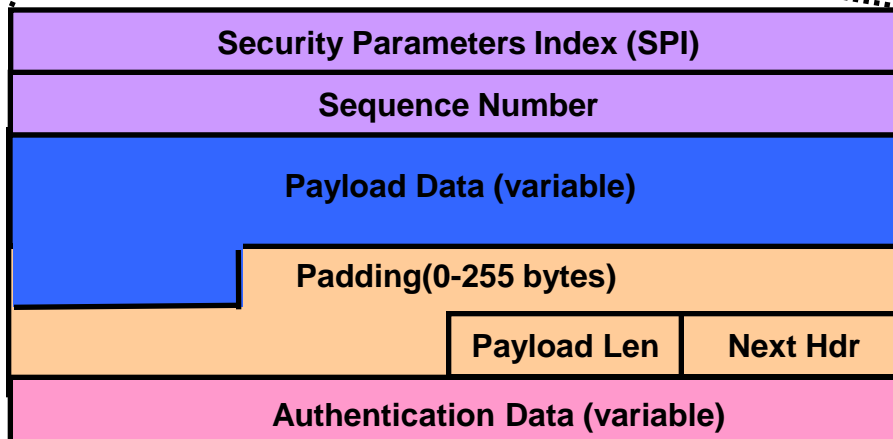 Security Parameters Index (SPI)
Sequence Number
Payload Data (variable)
Padding(0-255 bytes)
Payload Len Next Hdr
Authentication Data (variable)